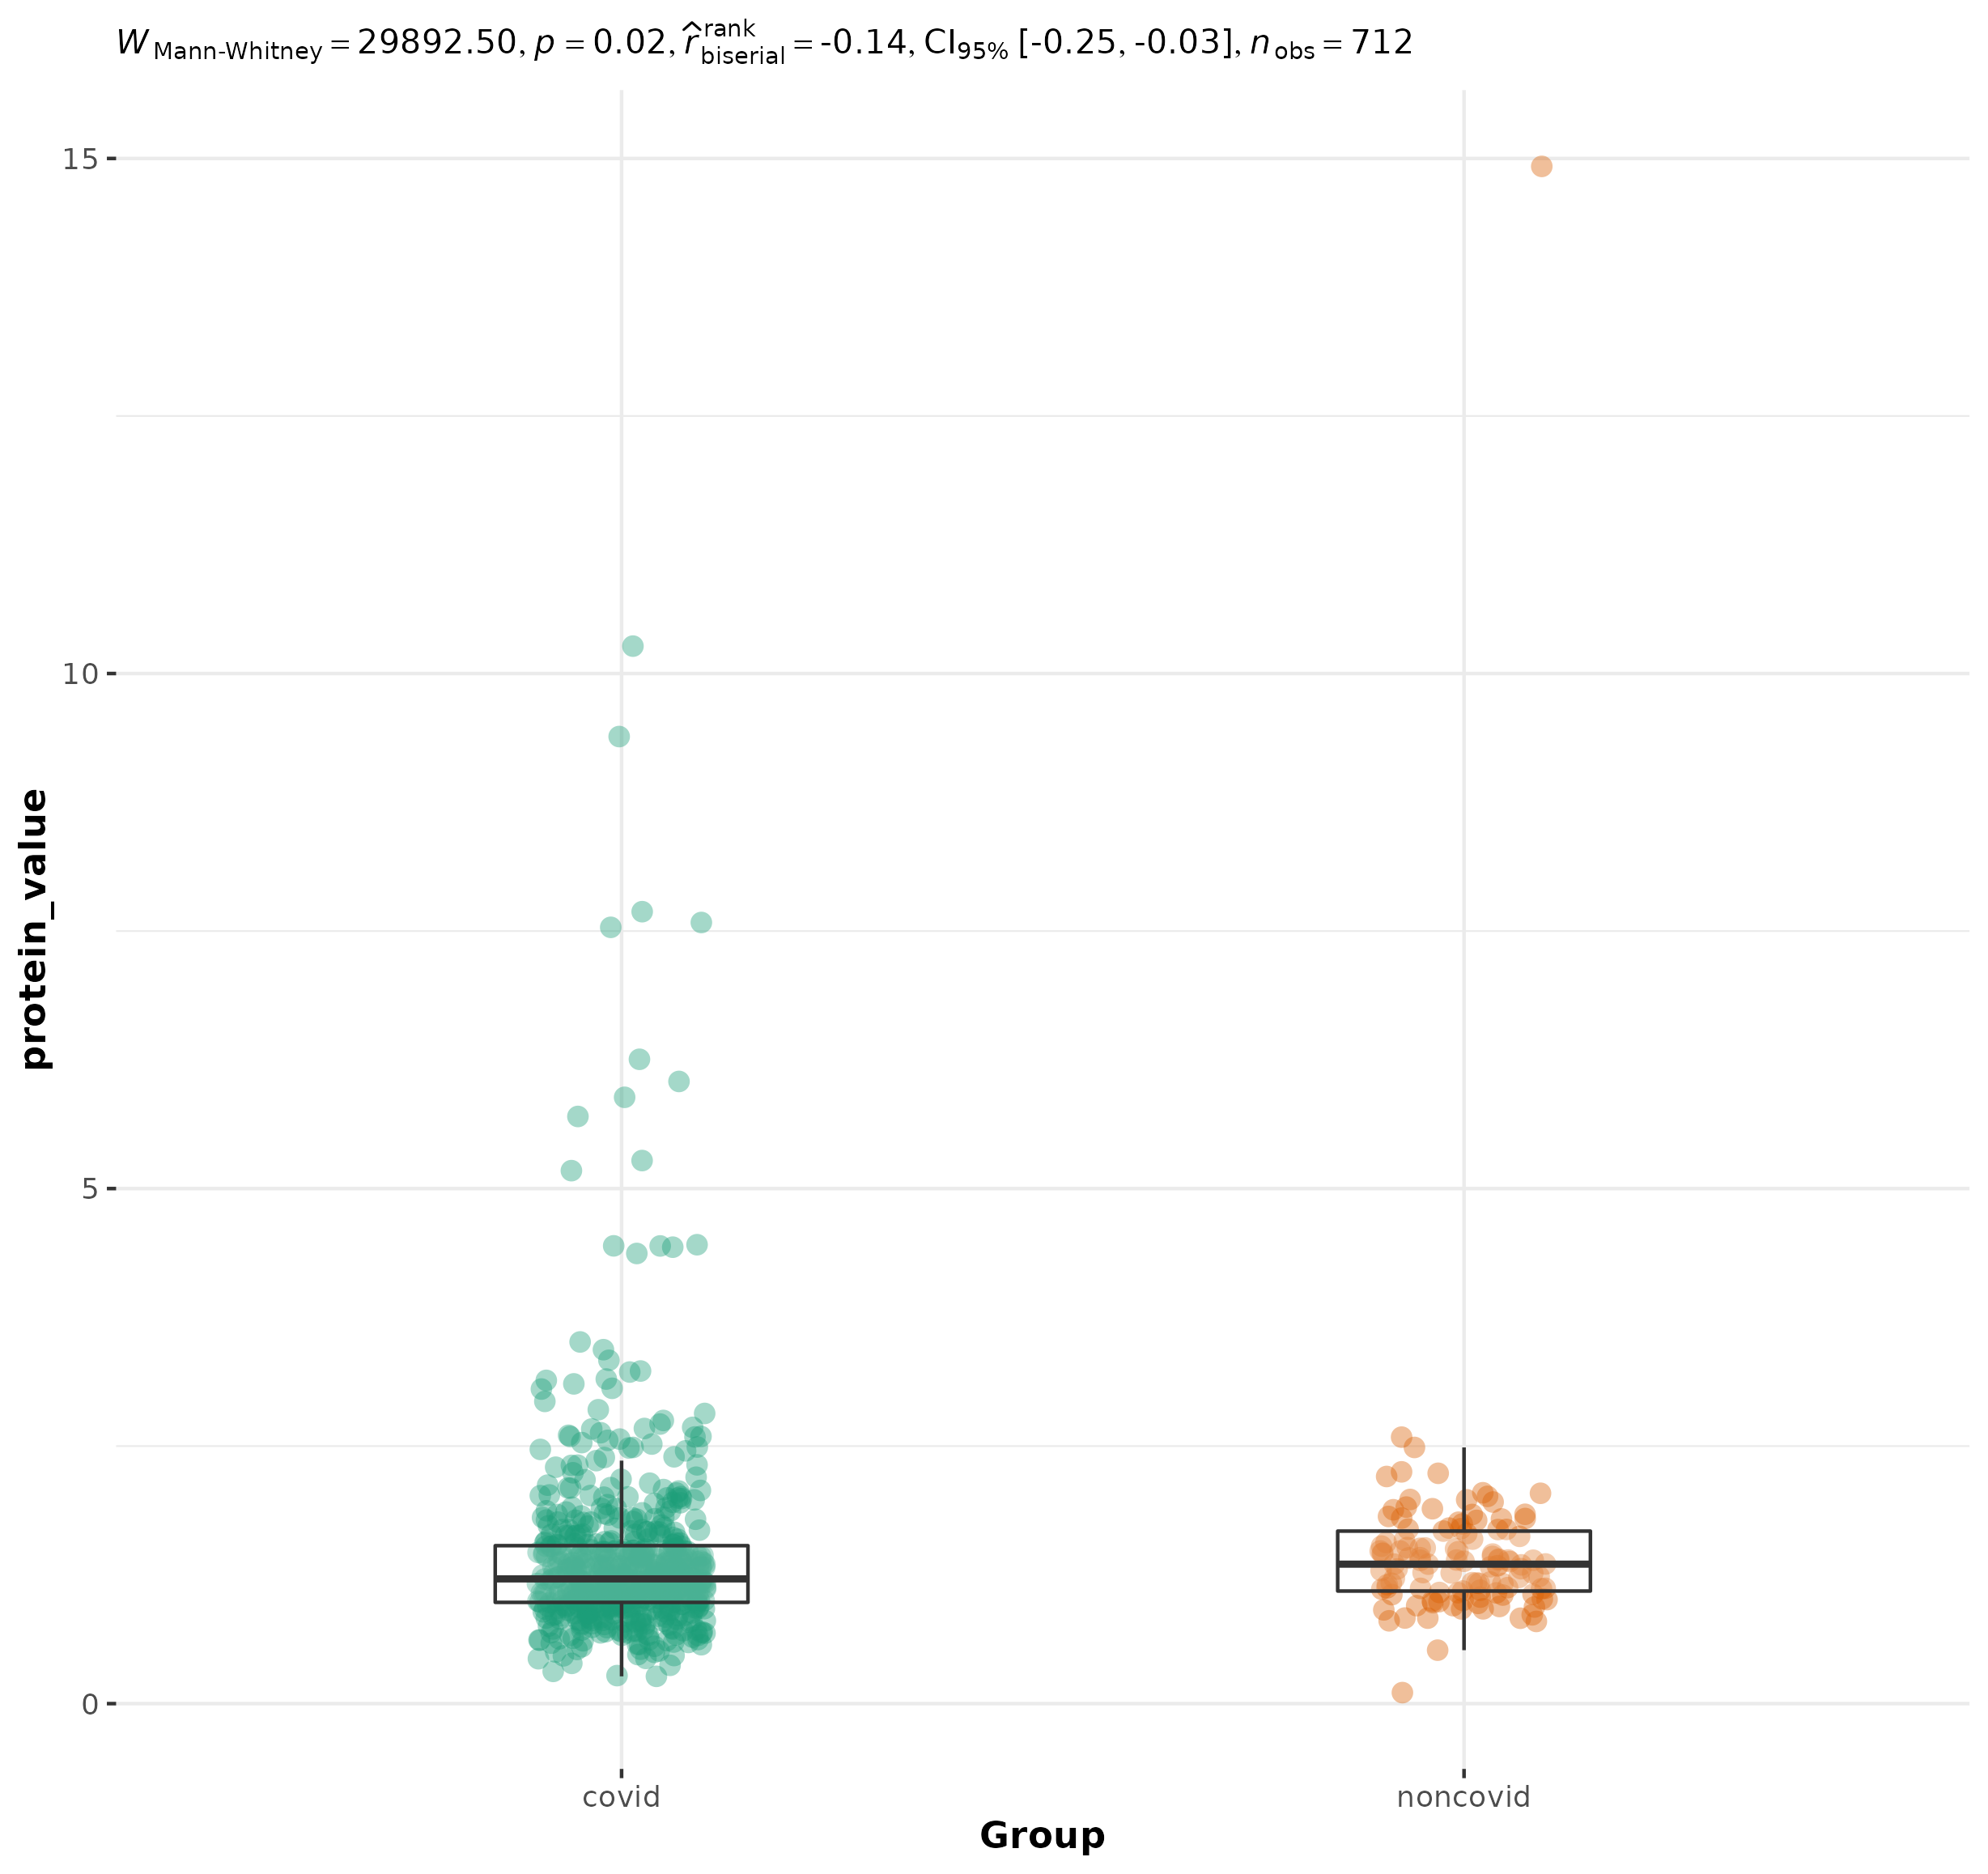 W Mann-Whitney = 29892.50, p = 0.02, r̂ rank biserial = -0.14, CI95% [-0.25, -0.03], n obs = 712
15
10
5
0
protein_value
covid noncovid
Group